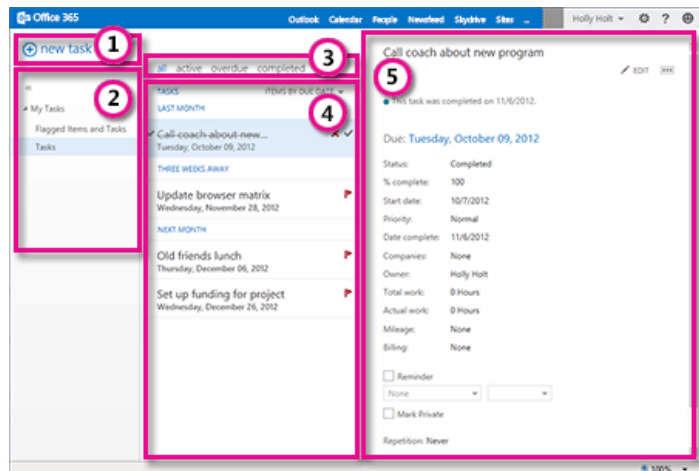 Office 365
Outlook Calendar People Newsfeed Skydrive Sites ...
Holly Holt
?
new task
1
«
2
My Tasks
Flagged Items and Tasks
Tasks
3
all active overdue completed
TASKS ITEMS BY DUE DATE
4
LAST MONTH
Call coach about new...
Tuesday, October 09, 2012
THREE WEEKS AWAY
Update browser matrix
Wednesday, November 28, 2012
NEXT MONTH
Old friends lunch
Thursday, December 06, 2012
Set up funding for project
Wednesday, December 26, 2012
Call coach about new program
5
EDIT ...
This task was completed on 11/6/2012.
Due: Tuesday, October 09, 2012
Status: Completed
% complete: 100
Start date: 10/7/2012
Priority: Normal
Date complete: 11/6/2012
Companies: None
Owner: Holly Holt
Total work: 0 Hours
Actual work: 0 Hours
Mileage: None
Billing: None
Reminder
None
Mark Private
Repetition: Never
100%